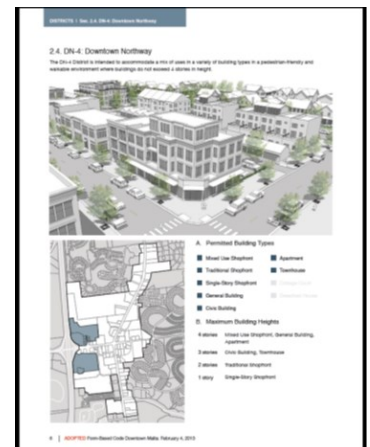 DISTRICTS | Sec. 2.4. DN-4: Downtown Northway
2.4. DN-4: Downtown Northway
The DN-4 District is intended to accommodate a mix of uses in a variety of building types in a pedestrian-friendly and
walkable environment where buildings do not exceed 4 stories in height.
A. Permitted Building Types
Mixed Use Shopfront
Apartment
Traditional Shopfront
Townhouse
Single-Story Shopfront
General Building
Civic Building
B. Maximum Building Heights
4 stories Mixed Use Shopfront, General Building,
Apartment
3 stories Civic Building, Townhouse
2 stories Traditional Shopfront
1 story Single-Story Shopfront
ADOPTED Form-Based Code Downtown Malta February 4, 2013